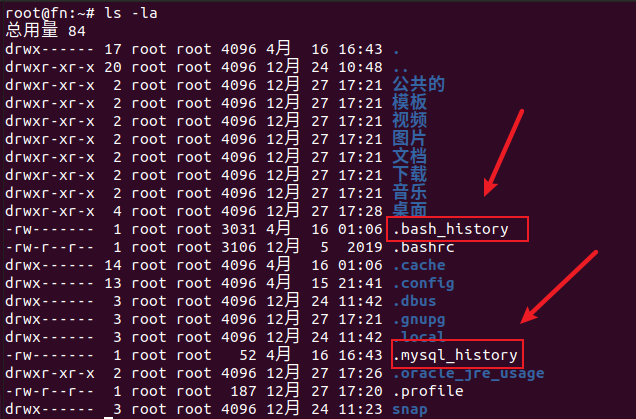 root@fn:~# ls -la
总用量 84
drwx------ 17 root root 4096 4月  16 16:43 .
drwxr-xr-x 20 root root 4096 12月 24 10:48 ..
drwxr-xr-x  2 root root 4096 12月 27 17:21 公共的
drwxr-xr-x  2 root root 4096 12月 27 17:21 模板
drwxr-xr-x  2 root root 4096 12月 27 17:21 视频
drwxr-xr-x  2 root root 4096 12月 27 17:21 图片
drwxr-xr-x  2 root root 4096 12月 27 17:21 文档
drwxr-xr-x  2 root root 4096 12月 27 17:21 下载
drwxr-xr-x  2 root root 4096 12月 27 17:21 音乐
drwxr-xr-x  4 root root 4096 12月 27 17:28 桌面
-rw-------  1 root root 3031 4月  16 01:06 .bash_history
-rw-r--r--  1 root root 3106 12月  5  2019 .bashrc
drwx------ 14 root root 4096 4月  16 01:06 .cache
drwx------ 13 root root 4096 4月  15 21:41 .config
drwx------  3 root root 4096 12月 24 11:42 .dbus
drwx------  3 root root 4096 12月 27 17:21 .gnupg
drwx------  3 root root 4096 12月 24 11:42 .local
-rw-------  1 root root   52 4月  16 16:43 .mysql_history
drwxr-xr-x  2 root root 4096 12月 27 17:26 .oracle_jre_usage
-rw-r--r--  1 root root  187 12月 27 17:20 .profile
drwx------  3 root root 4096 12月 24 11:23 snap